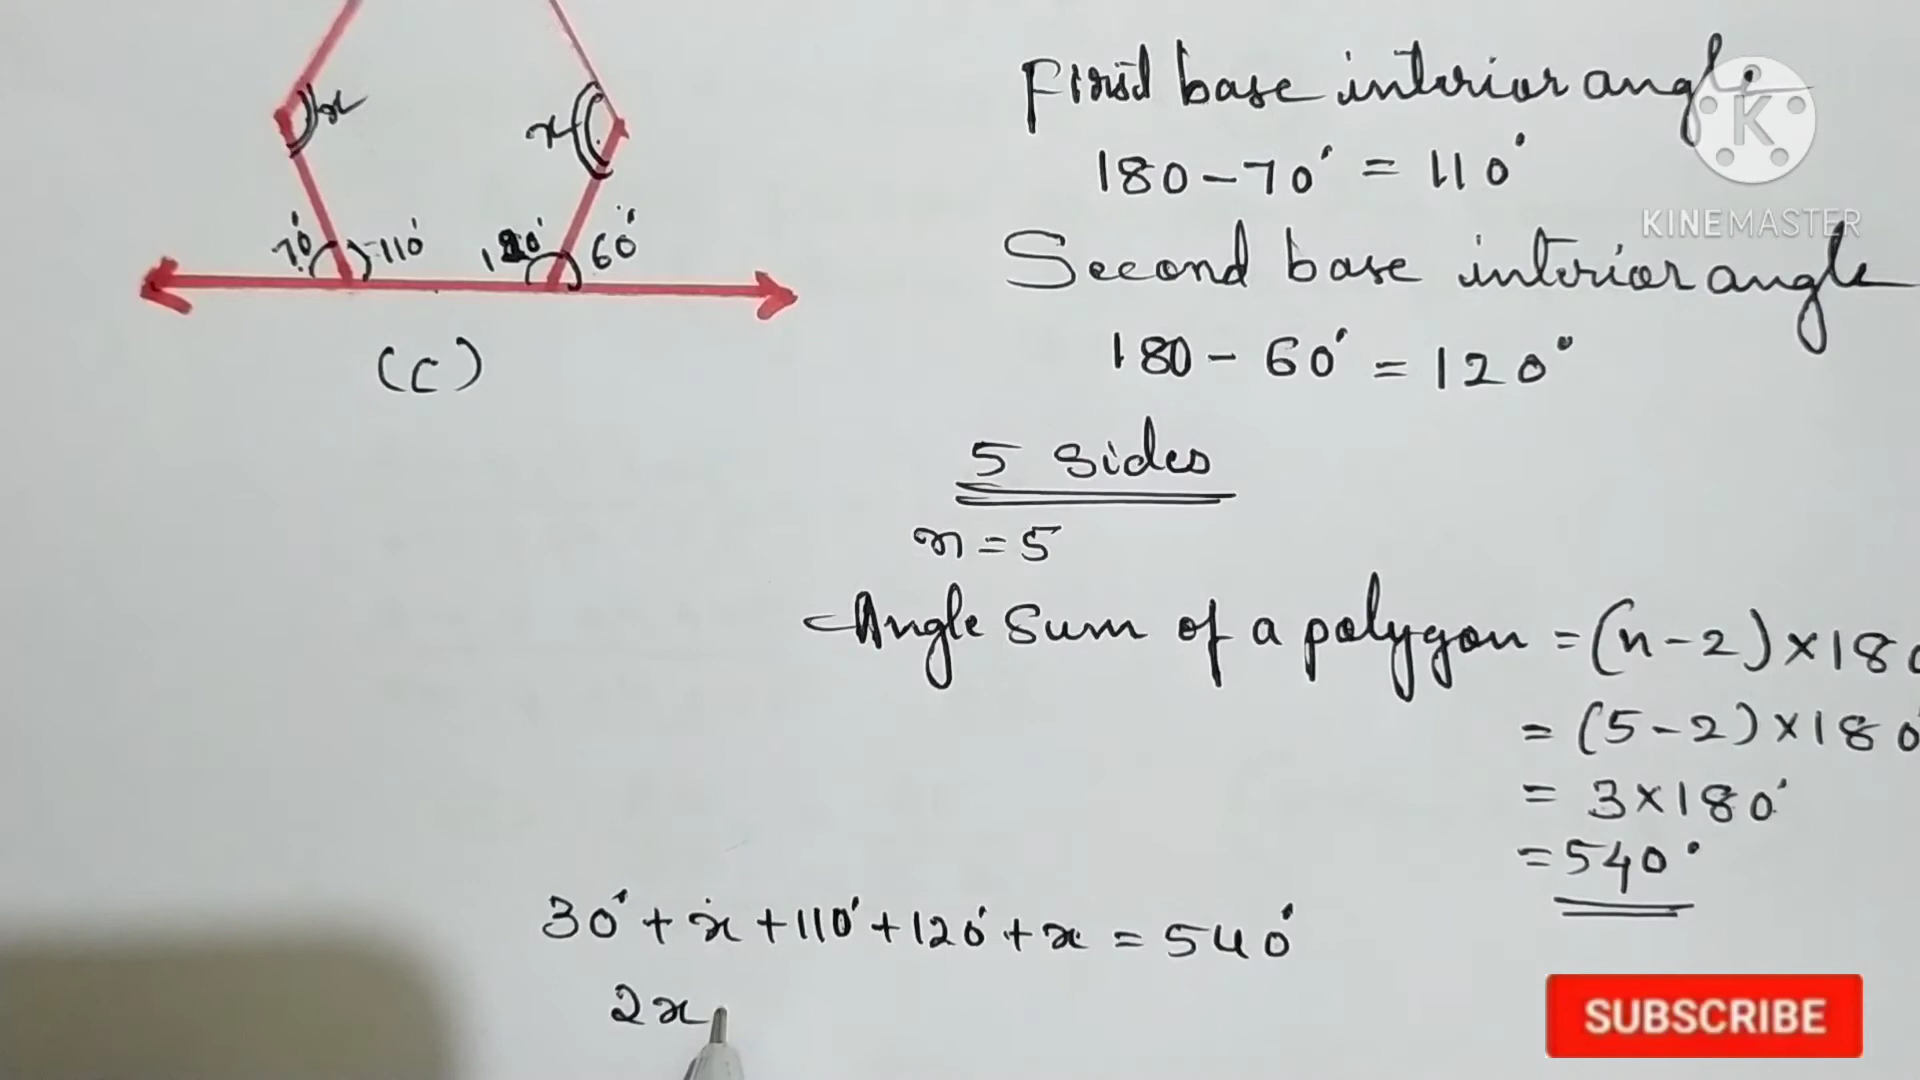 x
x
70° 110° 120° 60°
(c)
First base interior angle
180-70° = 110°
KINEMASTER
Second base interior angle
180 - 60° = 120°
5 sides
n = 5
Angle sum of a polygon = (n-2)×180
= (5-2)×180°
= 3×180°
= 540°
30° + x + 110° + 120° + x = 540°
2x
SUBSCRIBE